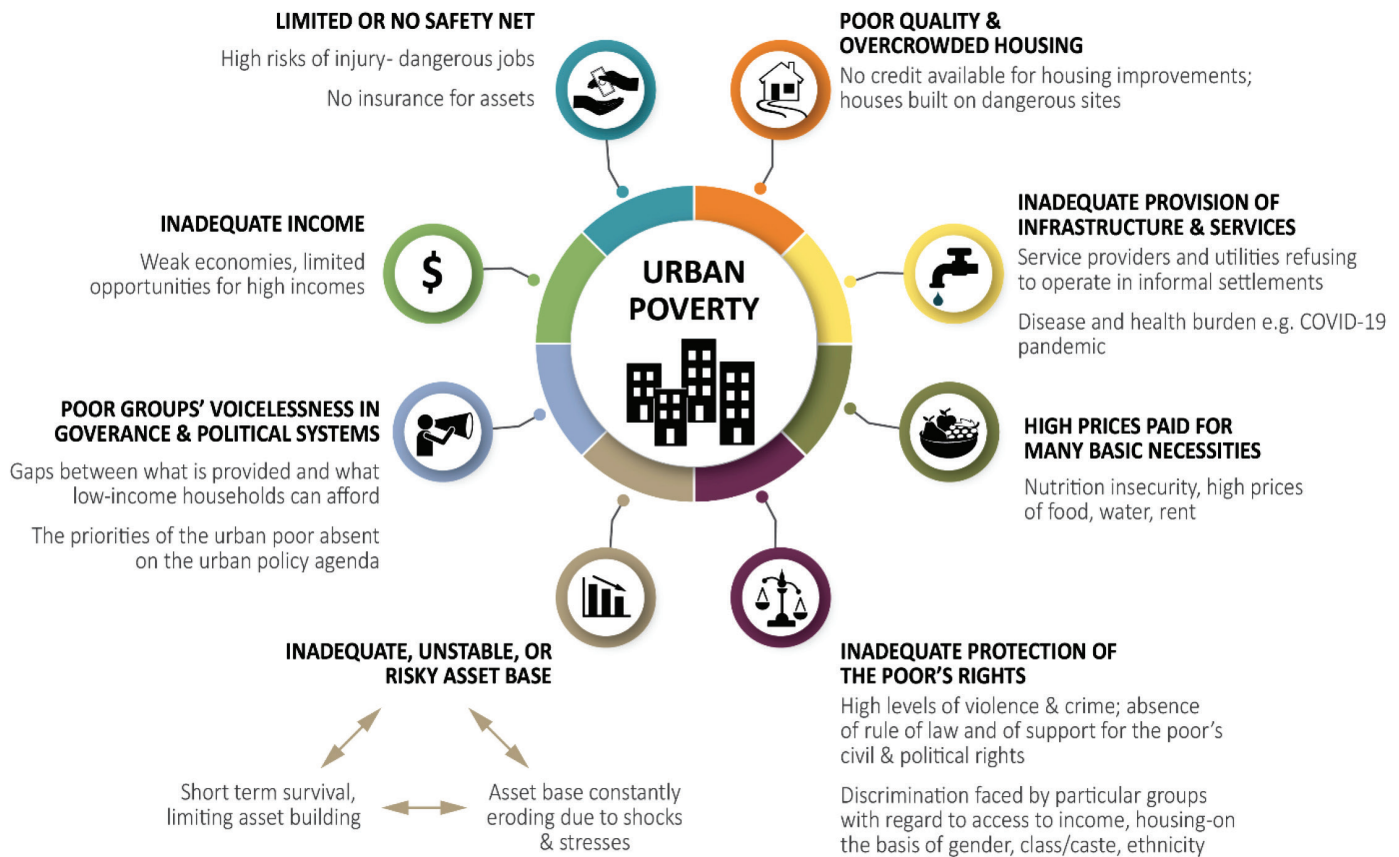 LIMITED OR NO SAFETY NET
High risks of injury- dangerous jobs
No insurance for assets
POOR QUALITY &
OVERCROWDED HOUSING
No credit available for housing improvements;
houses built on dangerous sites
INADEQUATE INCOME
Weak economies, limited
opportunities for high incomes
$
URBAN
POVERTY
INADEQUATE PROVISION OF
INFRASTRUCTURE & SERVICES
Service providers and utilities refusing
to operate in informal settlements
Disease and health burden e.g. COVID-19
pandemic
POOR GROUPS' VOICELESSNESS IN
GOVERANCE & POLITICAL SYSTEMS
Gaps between what is provided and what
low-income households can afford
The priorities of the urban poor absent
on the urban policy agenda
HIGH PRICES PAID FOR
MANY BASIC NECESSITIES
Nutrition insecurity, high prices
of food, water, rent
INADEQUATE, UNSTABLE, OR
RISKY ASSET BASE
Short term survival,
limiting asset building
Asset base constantly
eroding due to shocks
& stresses
INADEQUATE PROTECTION OF
THE POOR'S RIGHTS
High levels of violence & crime; absence
of rule of law and of support for the poor's
civil & political rights
Discrimination faced by particular groups
with regard to access to income, housing-on
the basis of gender, class/caste, ethnicity